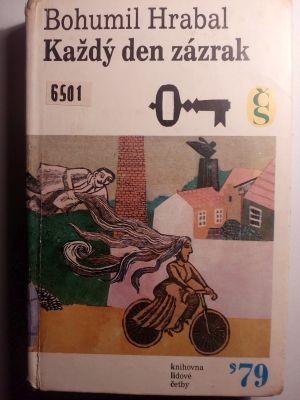 Bohumil Hrabal
Každý den zázrak
6501
čs
knihovna
lidové
četby
'79